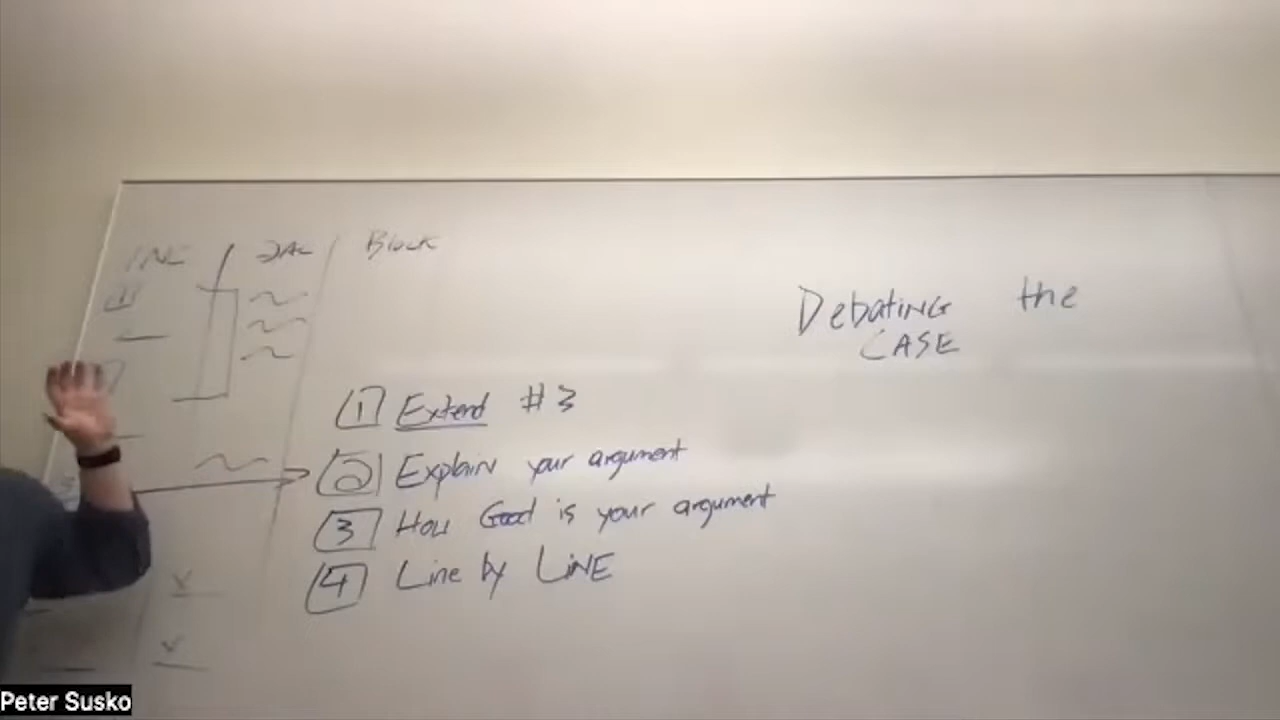 1NC 2AC Block
1
Debating the
CASE
1 Extend #3
2 Explain your argument
3 How Good is your argument
4 Line by LINE
Peter Susko